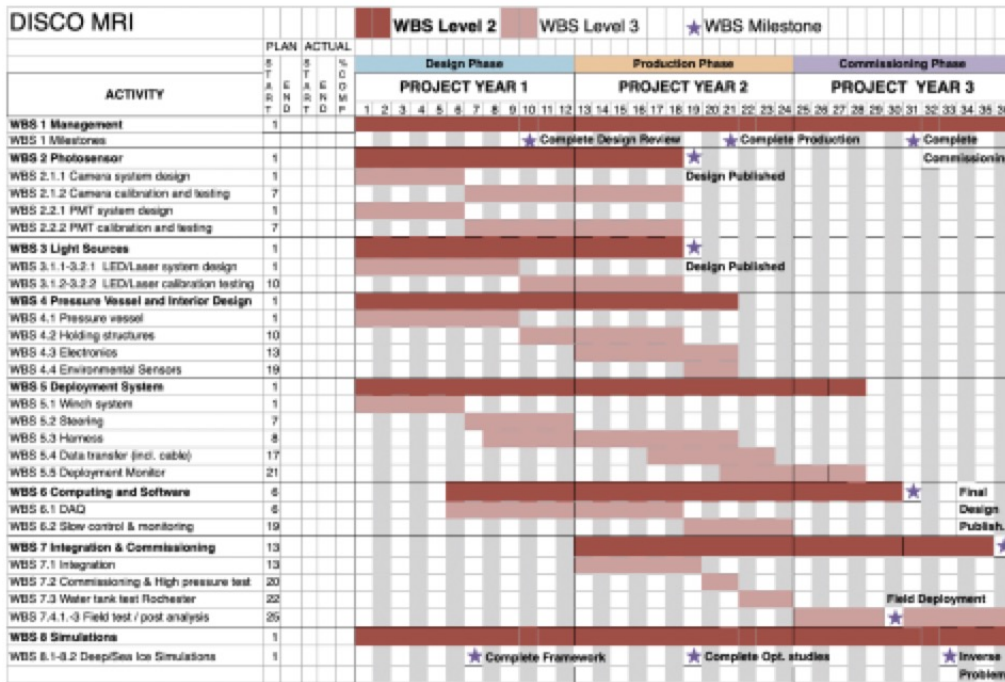 DISCO MRI
WBS Level 2
WBS Level 3
WBS Milestone
PLAN ACTUAL
START END START END %COMP
Design Phase Production Phase Commissioning Phase
ACTIVITY
PROJECT YEAR 1 PROJECT YEAR 2 PROJECT YEAR 3
1 2 3 4 5 6 7 8 9 10 11 12 13 14 15 16 17 18 19 20 21 22 23 24 25 26 27 28 29 30 31 32 33 34 35
WBS 1 Management 1
WBS 1 Milestones Complete Design Review Complete Production Complete
Commissionin
WBS 2 Photosensor 1
WBS 2.1.1 Camera system design 1 Design Published
WBS 2.1.2 Camera calibration and testing 7
WBS 2.2.1 PMT system design 1
WBS 2.2.2 PMT calibration and testing 7
WBS 3 Light Sources 1
WBS 3.1.1-3.2.1 LED/Laser system design 1 Design Published
WBS 3.1.2-3.2.2 LED/Laser calibration testing 10
WBS 4 Pressure Vessel and Interior Design 1
WBS 4.1 Pressure vessel 1
WBS 4.2 Holding structures 10
WBS 4.3 Electronics 13
WBS 4.4 Environmental Sensors 19
WBS 5 Deployment System 1
WBS 5.1 Winch system 1
WBS 5.2 Steering 7
WBS 5.3 Harness 8
WBS 5.4 Data transfer (incl. cable) 17
WBS 5.5 Deployment Monitor 21
WBS 6 Computing and Software 6 Final
WBS 6.1 DAQ 6 Design
WBS 6.2 Slow control & monitoring 19 Publish.
WBS 7 Integration & Commissioning 13
WBS 7.1 Integration 13
WBS 7.2 Commissioning & High pressure test 20
WBS 7.3 Water tank test Rochester 22 Field Deployment
WBS 7.4.1.-3 Field test / post analysis 25
WBS 8 Simulations 1
WBS 8.1-8.2 Deep/Sea Ice Simulations 1 Complete Framework Complete Opt. studies Inverse
Problem